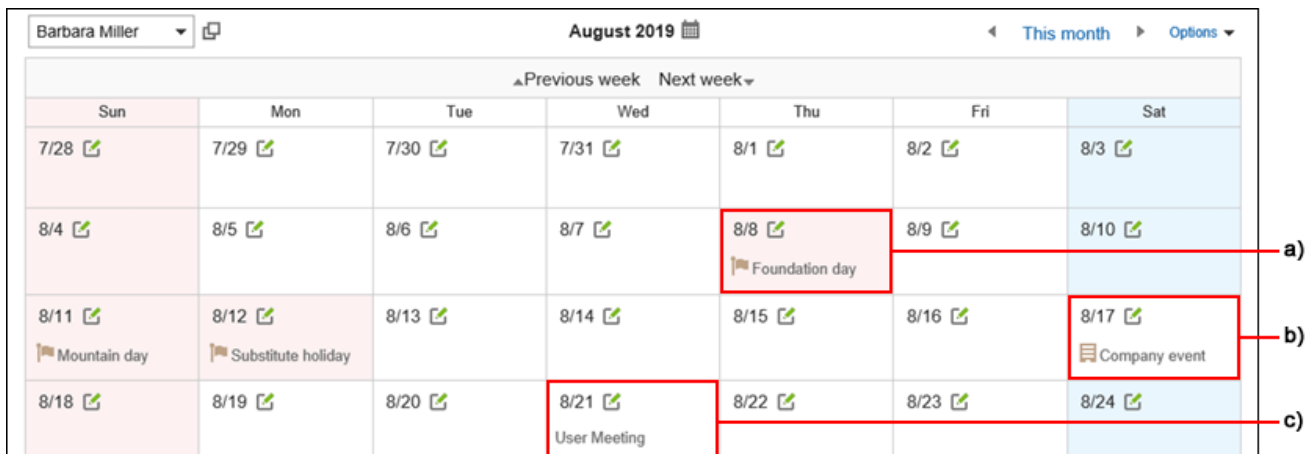 Barbara Miller August 2019 This month Options
Previous week Next week
Sun Mon Tue Wed Thu Fri Sat
7/28 7/29 7/30 7/31 8/1 8/2 8/3
8/4 8/5 8/6 8/7 8/8 8/9 8/10
Foundation day
a)
8/11 8/12 8/13 8/14 8/15 8/16 8/17
b)
Mountain day Substitute holiday Company event
8/18 8/19 8/20 8/21 8/22 8/23 8/24
c)
User Meeting